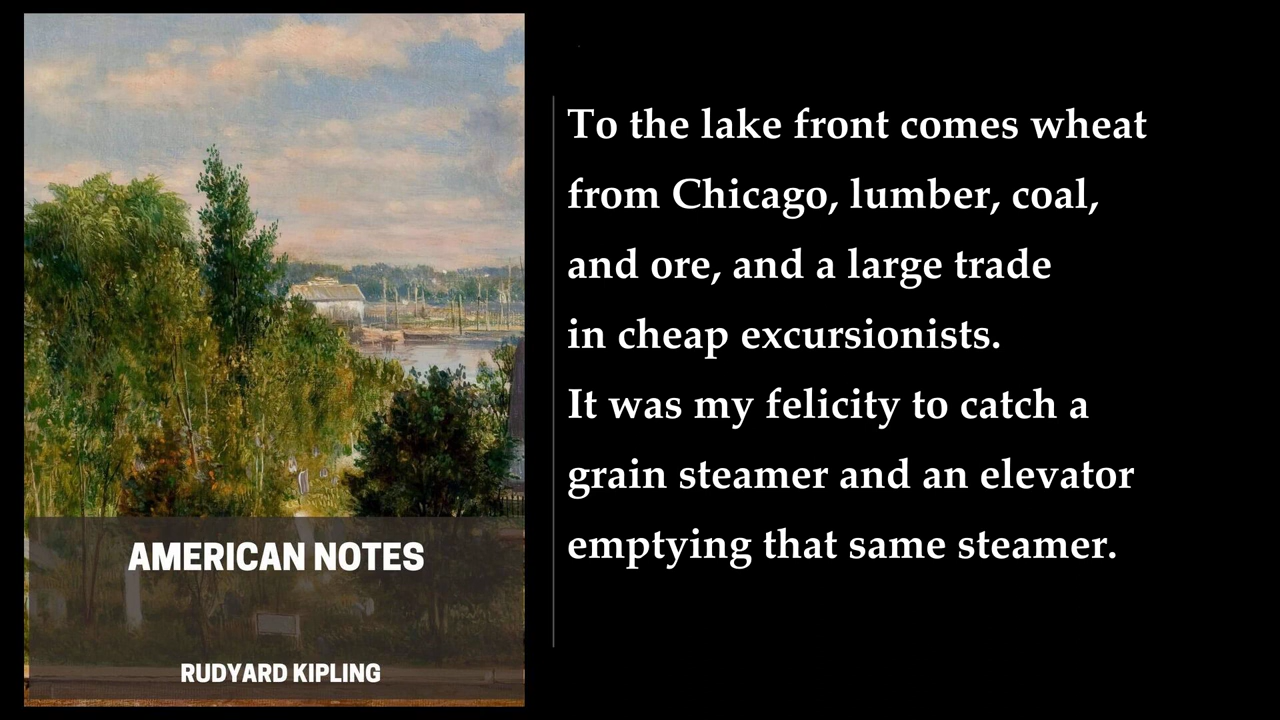 AMERICAN NOTES
RUDYARD KIPLING
To the lake front comes wheat
from Chicago, lumber, coal,
and ore, and a large trade
in cheap excursionists.
It was my felicity to catch a
grain steamer and an elevator
emptying that same steamer.